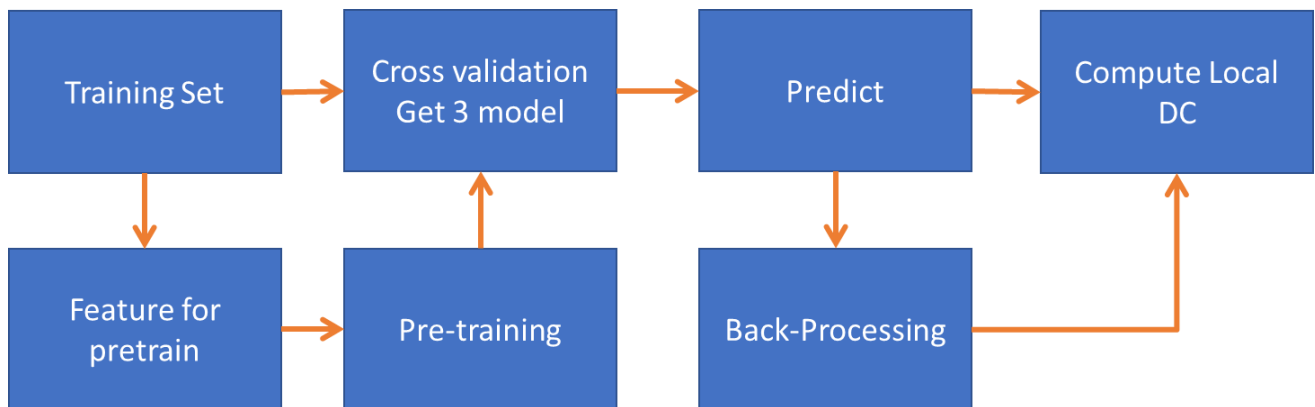 Training Set
Cross validation
Get 3 model
Predict
Compute Local
DC
Feature for
pretrain
Pre-training
Back-Processing